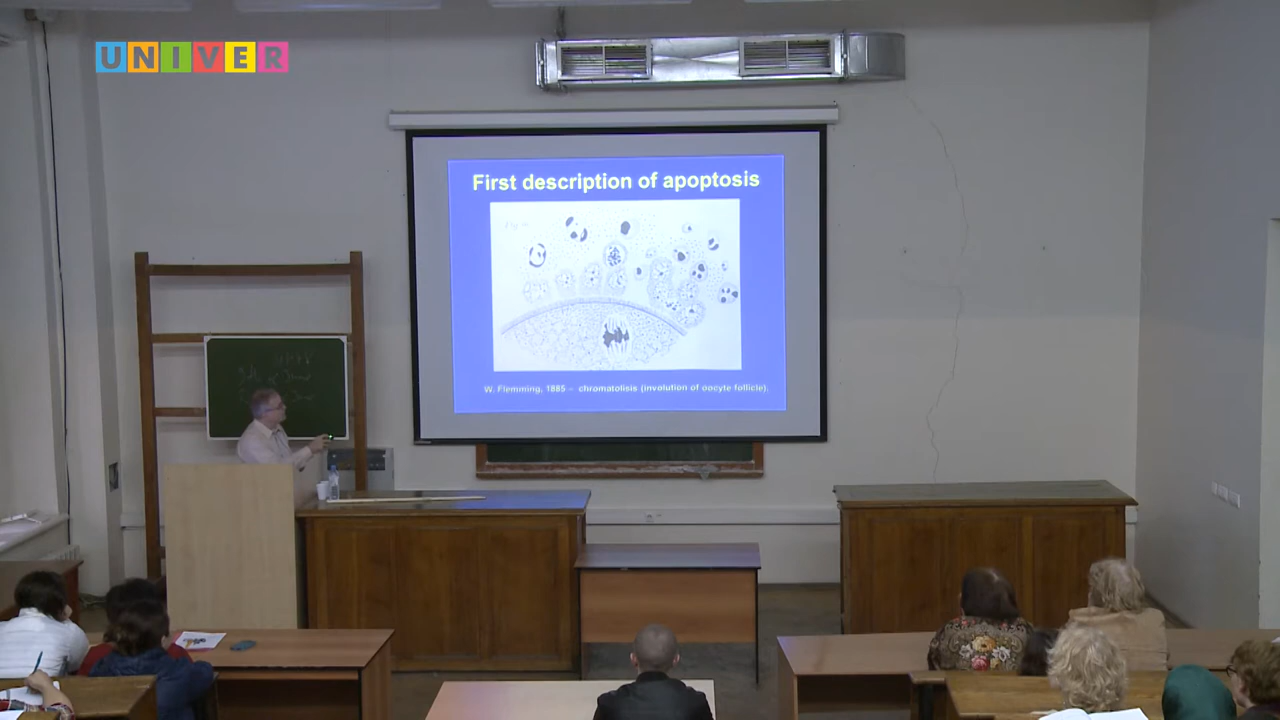 UNIVER
First description of apoptosis
W. Flemming, 1885 – chromatolisis (involution of oocyte follicle).